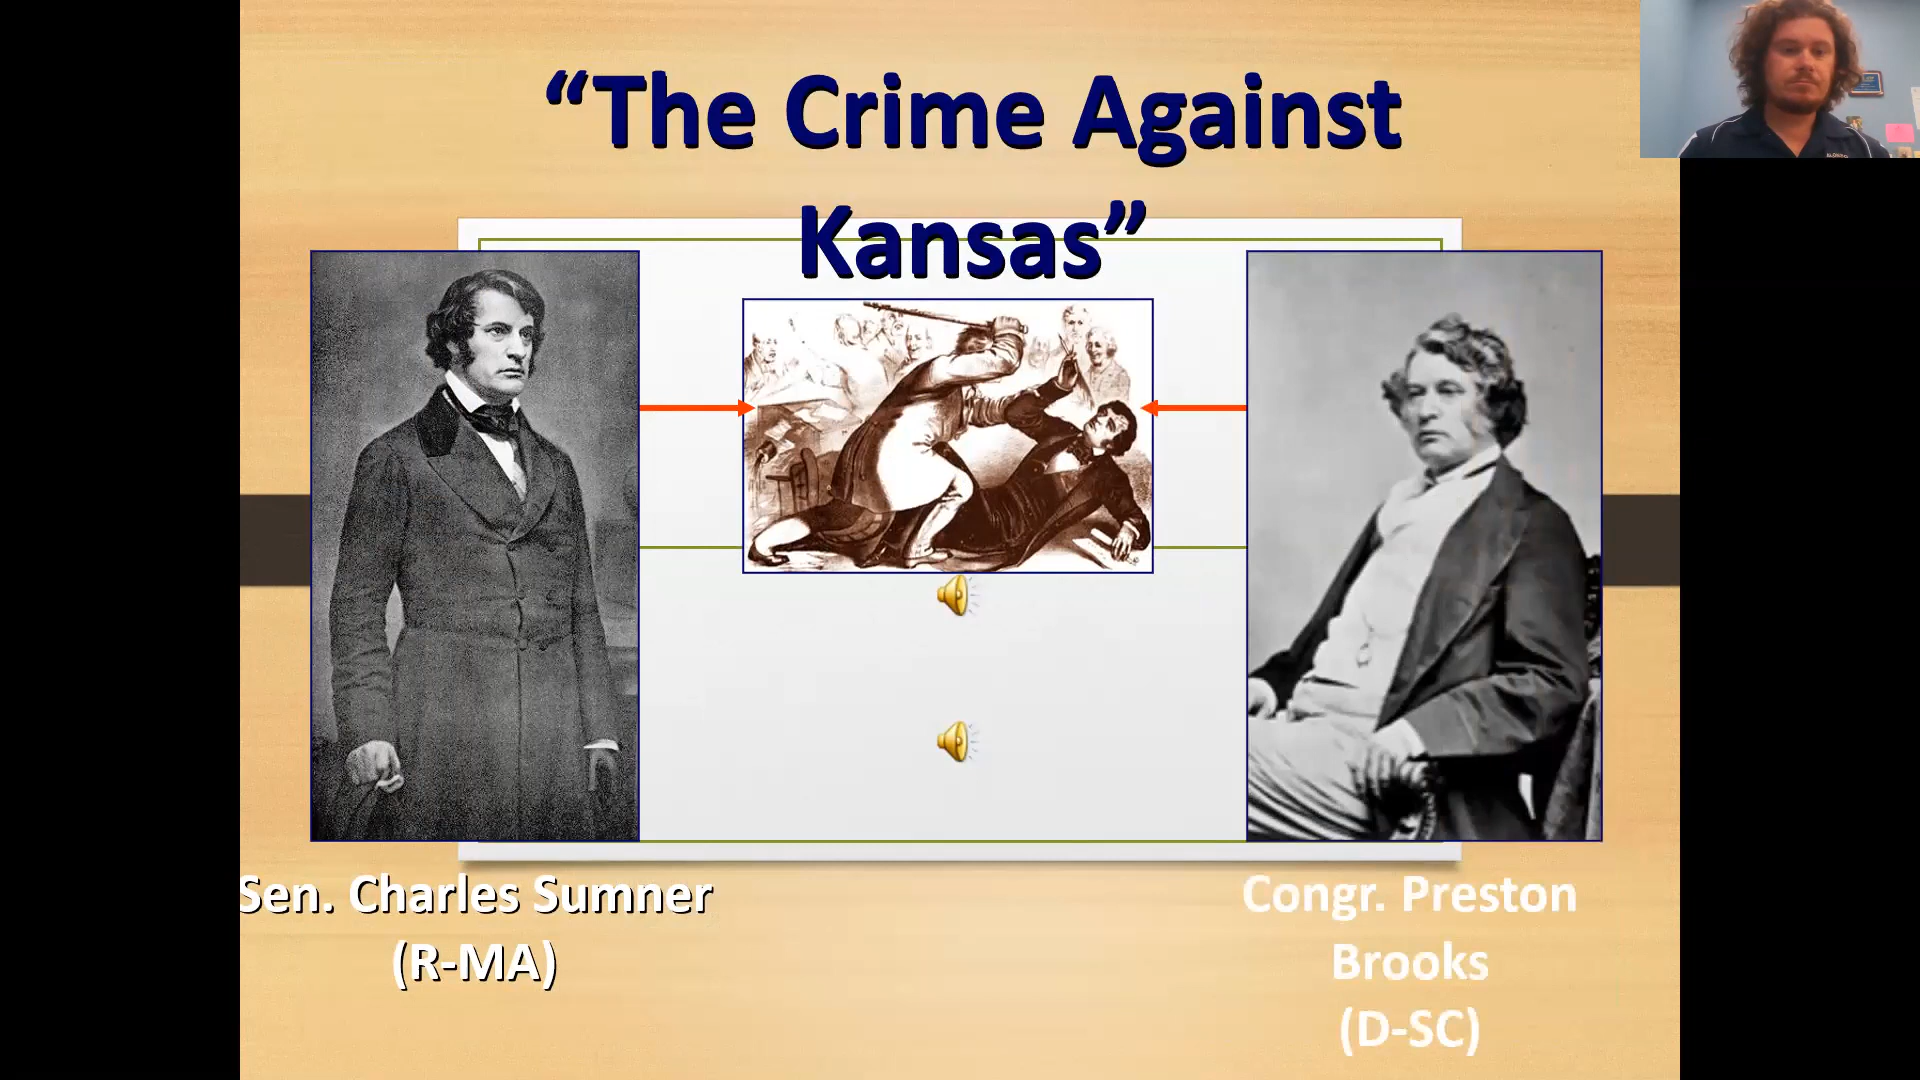 “The Crime Against
Kansas”
Sen. Charles Sumner
(R-MA)
Congr. Preston
Brooks
(D-SC)